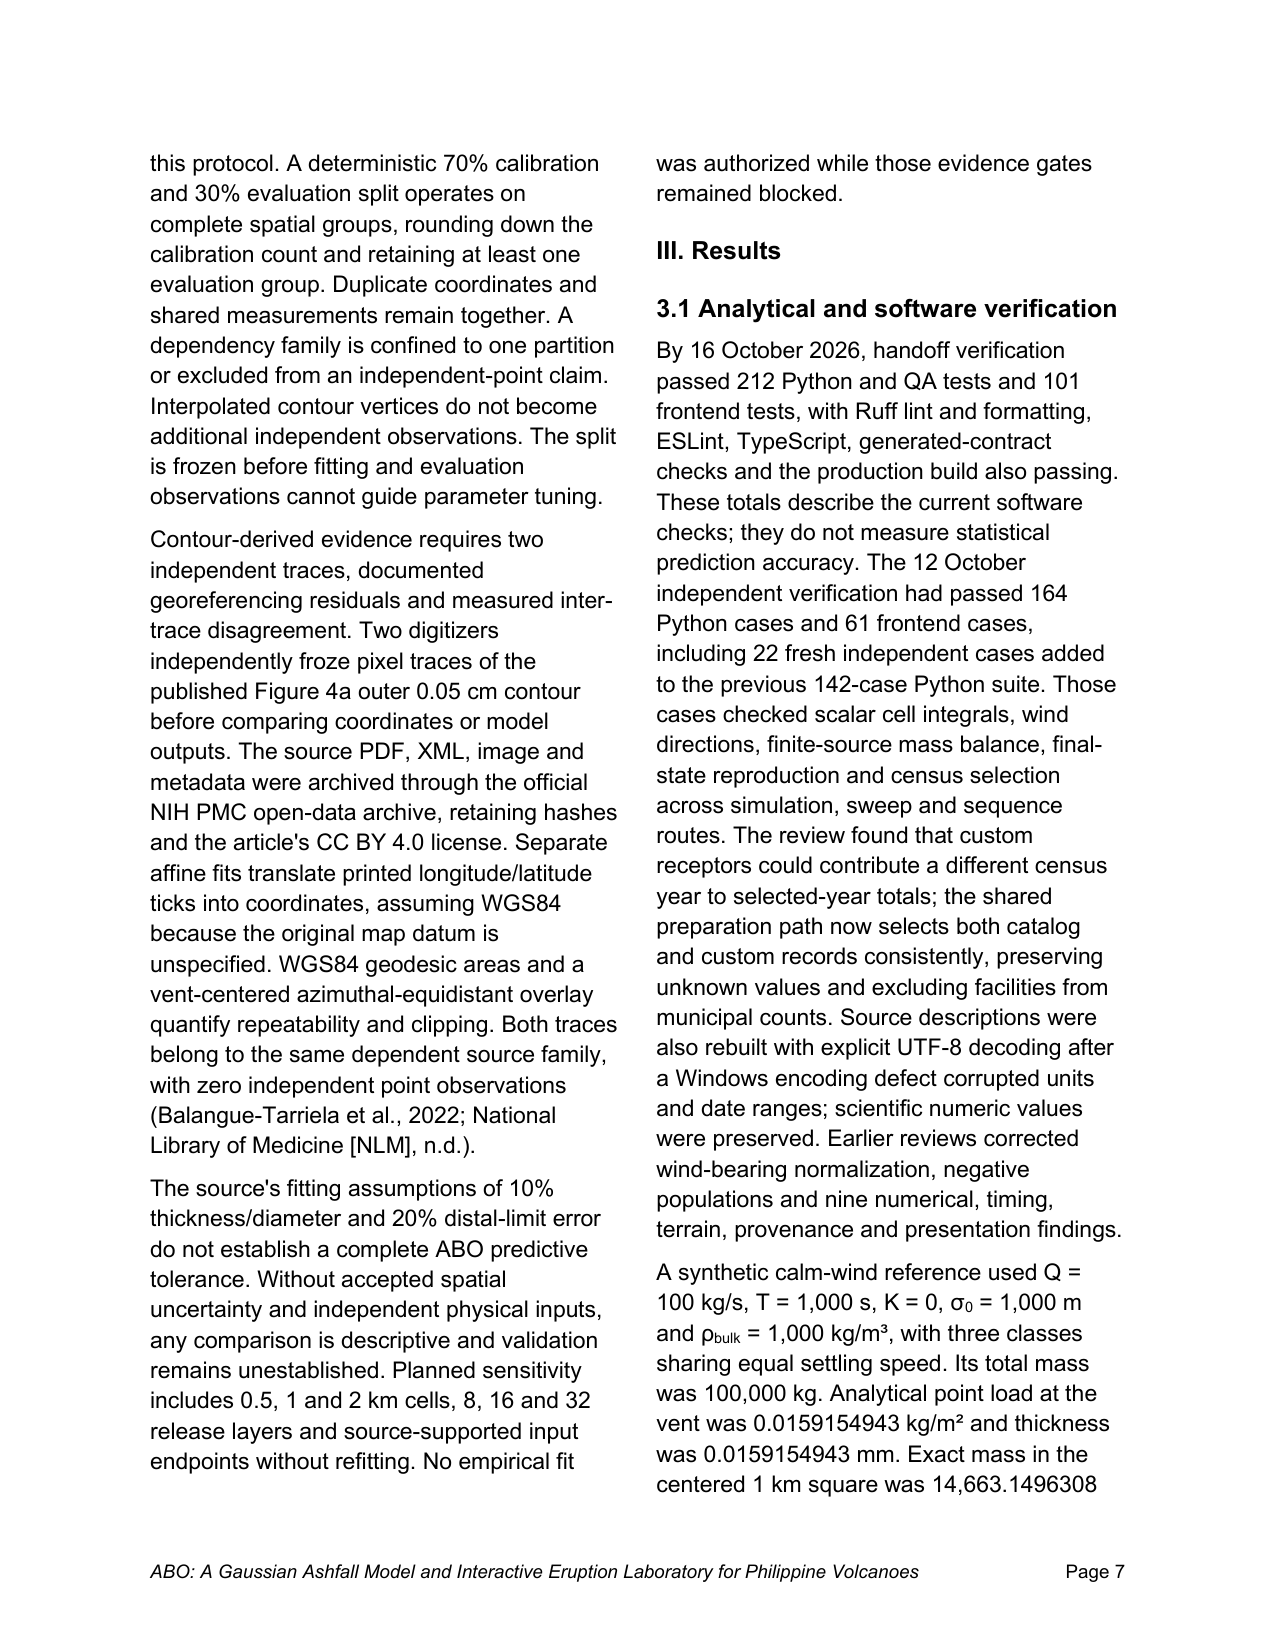 this protocol. A deterministic 70% calibration
and 30% evaluation split operates on
complete spatial groups, rounding down the
calibration count and retaining at least one
evaluation group. Duplicate coordinates and
shared measurements remain together. A
dependency family is confined to one partition
or excluded from an independent-point claim.
Interpolated contour vertices do not become
additional independent observations. The split
is frozen before fitting and evaluation
observations cannot guide parameter tuning.
Contour-derived evidence requires two
independent traces, documented
georeferencing residuals and measured inter-
trace disagreement. Two digitizers
independently froze pixel traces of the
published Figure 4a outer 0.05 cm contour
before comparing coordinates or model
outputs. The source PDF, XML, image and
metadata were archived through the official
NIH PMC open-data archive, retaining hashes
and the article's CC BY 4.0 license. Separate
affine fits translate printed longitude/latitude
ticks into coordinates, assuming WGS84
because the original map datum is
unspecified. WGS84 geodesic areas and a
vent-centered azimuthal-equidistant overlay
quantify repeatability and clipping. Both traces
belong to the same dependent source family,
with zero independent point observations
(Balangue-Tarriela et al., 2022; National
Library of Medicine [NLM], n.d.).
The source's fitting assumptions of 10%
thickness/diameter and 20% distal-limit error
do not establish a complete ABO predictive
tolerance. Without accepted spatial
uncertainty and independent physical inputs,
any comparison is descriptive and validation
remains unestablished. Planned sensitivity
includes 0.5, 1 and 2 km cells, 8, 16 and 32
release layers and source-supported input
endpoints without refitting. No empirical fit
was authorized while those evidence gates
remained blocked.
III. Results
3.1 Analytical and software verification
By 16 October 2026, handoff verification
passed 212 Python and QA tests and 101
frontend tests, with Ruff lint and formatting,
ESLint, TypeScript, generated-contract
checks and the production build also passing.
These totals describe the current software
checks; they do not measure statistical
prediction accuracy. The 12 October
independent verification had passed 164
Python cases and 61 frontend cases,
including 22 fresh independent cases added
to the previous 142-case Python suite. Those
cases checked scalar cell integrals, wind
directions, finite-source mass balance, final-
state reproduction and census selection
across simulation, sweep and sequence
routes. The review found that custom
receptors could contribute a different census
year to selected-year totals; the shared
preparation path now selects both catalog
and custom records consistently, preserving
unknown values and excluding facilities from
municipal counts. Source descriptions were
also rebuilt with explicit UTF-8 decoding after
a Windows encoding defect corrupted units
and date ranges; scientific numeric values
were preserved. Earlier reviews corrected
wind-bearing normalization, negative
populations and nine numerical, timing,
terrain, provenance and presentation findings.
A synthetic calm-wind reference used Q =
100 kg/s, T = 1,000 s, K = 0, σ₀ = 1,000 m
and ρbulk = 1,000 kg/m³, with three classes
sharing equal settling speed. Its total mass
was 100,000 kg. Analytical point load at the
vent was 0.0159154943 kg/m² and thickness
was 0.0159154943 mm. Exact mass in the
centered 1 km square was 14,663.1496308
ABO: A Gaussian Ashfall Model and Interactive Eruption Laboratory for Philippine Volcanoes
Page 7